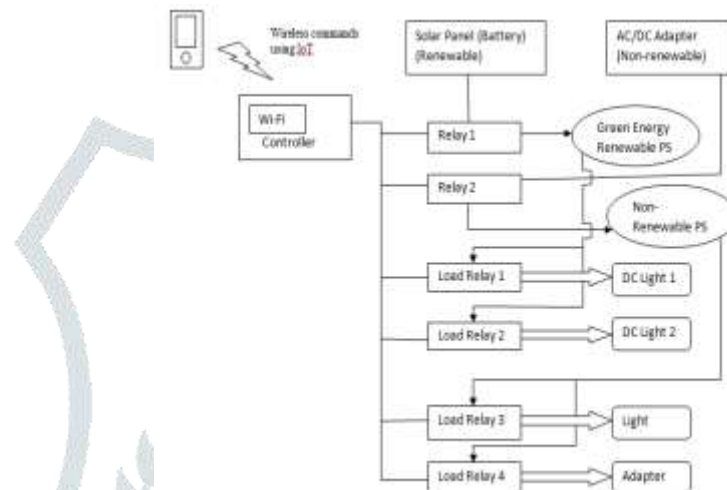 Wireless commands
using IoT
Solar Panel (Battery)
(Renewable)
AC/DC Adapter
(Non-renewable)
Wi-Fi
Controller
Relay 1
Green Energy
Renewable PS
Relay 2
Non-
Renewable PS
Load Relay 1
DC Light 1
Load Relay 2
DC Light 2
Load Relay 3
Light
Load Relay 4
Adapter